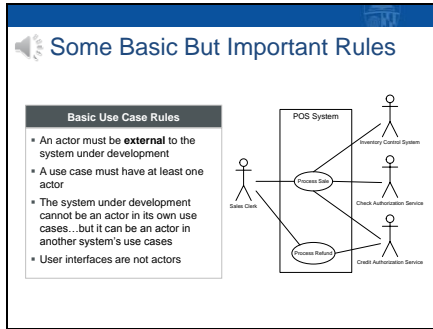 Some Basic But Important Rules
Basic Use Case Rules
▪ An actor must be external to the
system under development
▪ A use case must have at least one
actor
▪ The system under development
cannot be an actor in its own use
cases…but it can be an actor in
another system's use cases
▪ User interfaces are not actors
POS System
Inventory Control System
Process Sale
Check Authorization Service
Sales Clerk
Process Refund
Credit Authorization Service